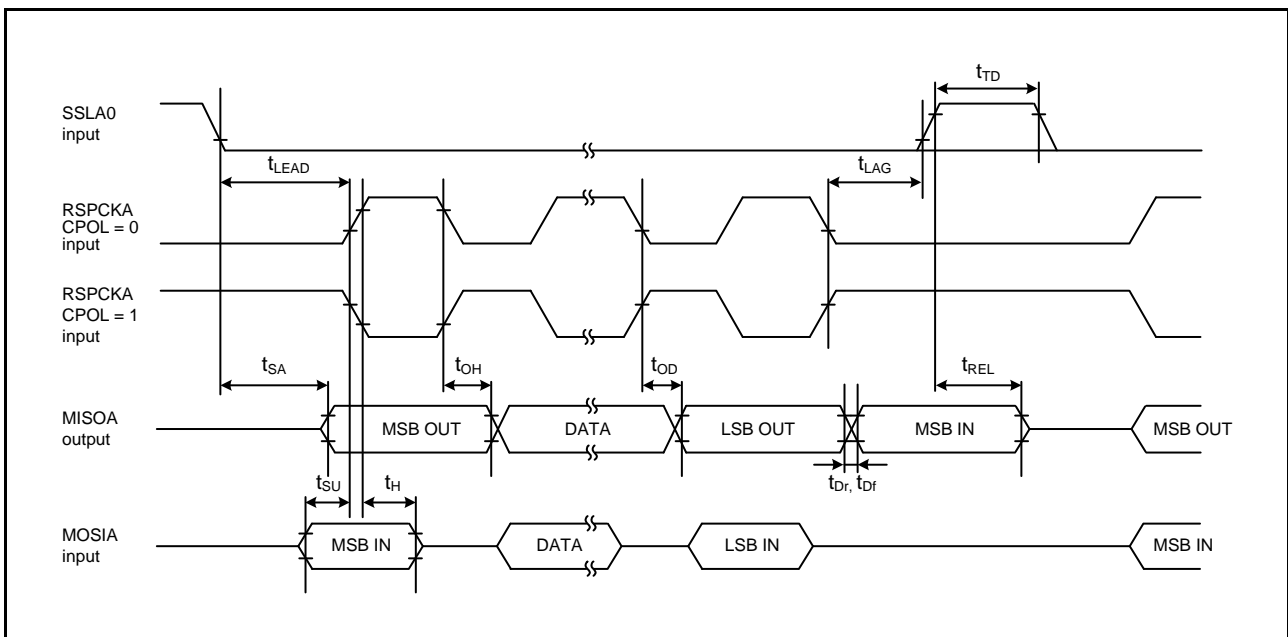 tTD
SSLA0
input
tLEAD
tLAG
RSPCKA
CPOL = 0
input
RSPCKA
CPOL = 1
input
tSA
tOH
tOD
tREL
MISOA
output
MSB OUT
DATA
LSB OUT
MSB IN
MSB OUT
tSU
tH
tDr, tDf
MOSIA
input
MSB IN
DATA
LSB IN
MSB IN